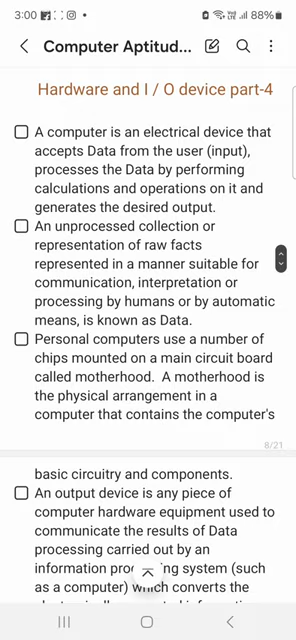 3:00
88%
Computer Aptitud...
Hardware and I / O device part-4
A computer is an electrical device that
accepts Data from the user (input),
processes the Data by performing
calculations and operations on it and
generates the desired output.
An unprocessed collection or
representation of raw facts
represented in a manner suitable for
communication, interpretation or
processing by humans or by automatic
means, is known as Data.
Personal computers use a number of
chips mounted on a main circuit board
called motherhood. A motherhood is
the physical arrangement in a
computer that contains the computer's
8/21
basic circuitry and components.
An output device is any piece of
computer hardware equipment used to
communicate the results of Data
processing carried out by an
information system (such
as a computer) which converts the